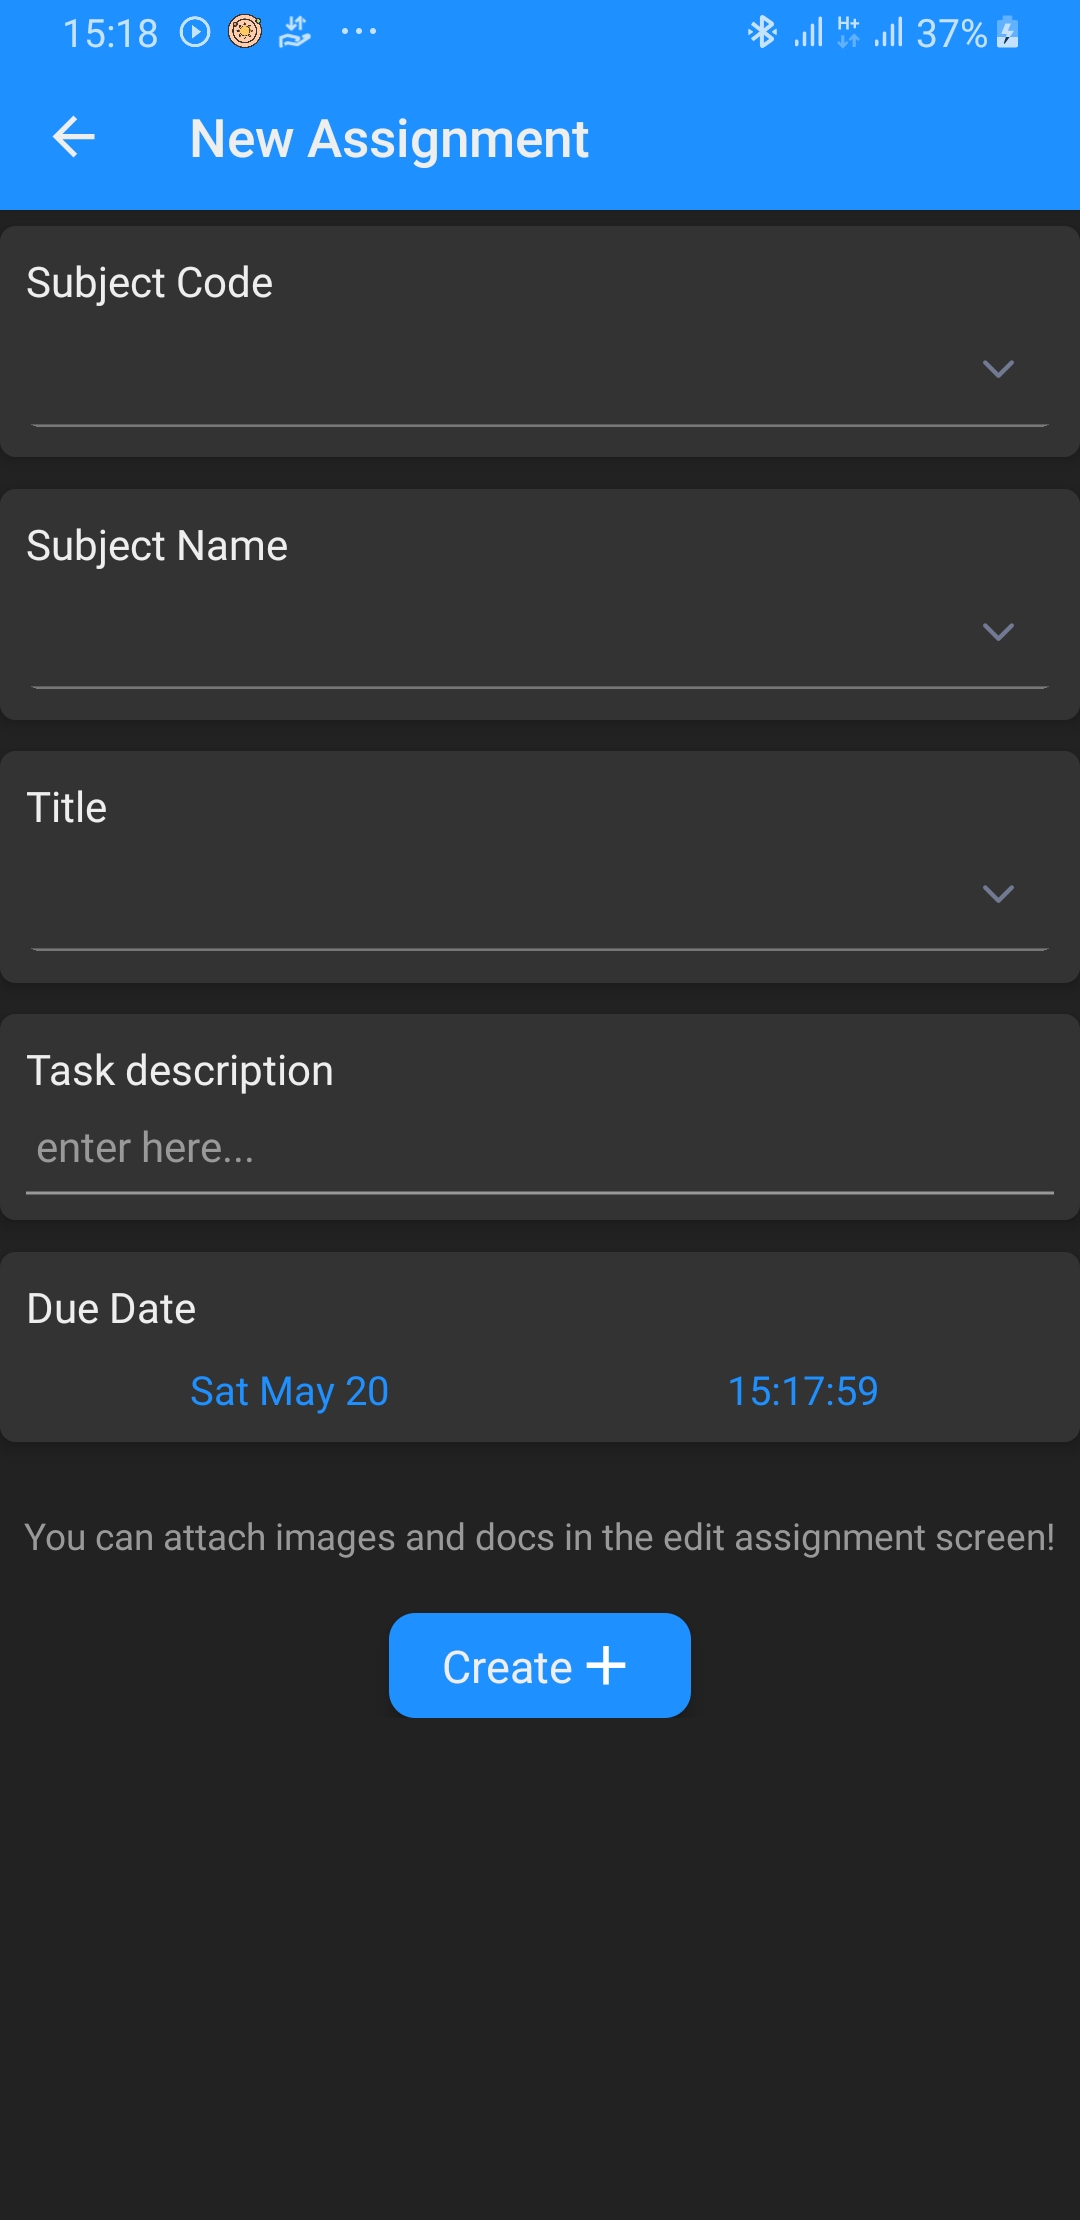 15:18 H+ 37%
New Assignment
Subject Code
Subject Name
Title
Task description
enter here...
Due Date
Sat May 20 15:17:59
You can attach images and docs in the edit assignment screen!
Create +